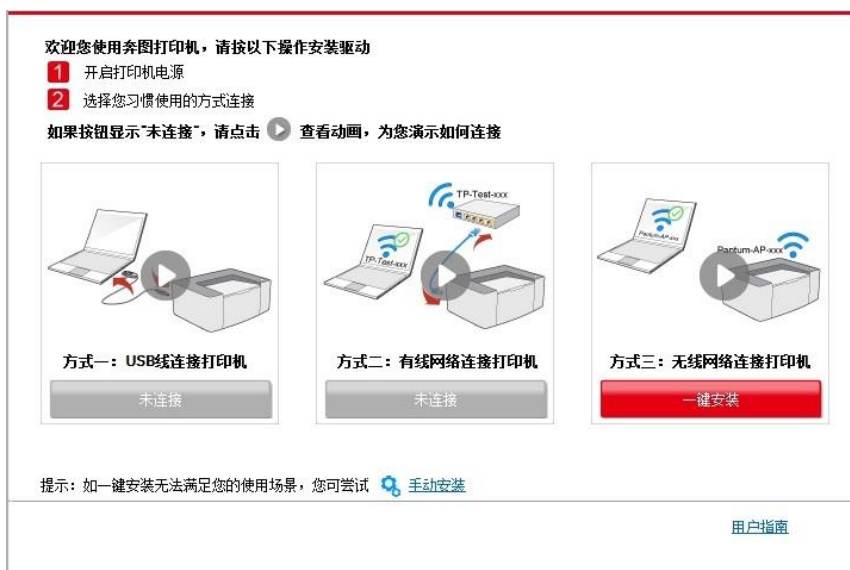 欢迎您使用奔图打印机，请按以下操作安装驱动
1 开启打印机电源
2 选择您习惯使用的方式连接
如果按钮显示"未连接"，请点击 查看动画，为您演示如何连接
TP-Test-xxx
TP-Test-xxx
Pantum-AP-xxx
Pantum-AP-xxx
方式一：USB线连接打印机
未连接
方式二：有线网络连接打印机
未连接
方式三：无线网络连接打印机
一键安装
提示：如一键安装无法满足您的使用场景，您可尝试 手动安装
用户指南